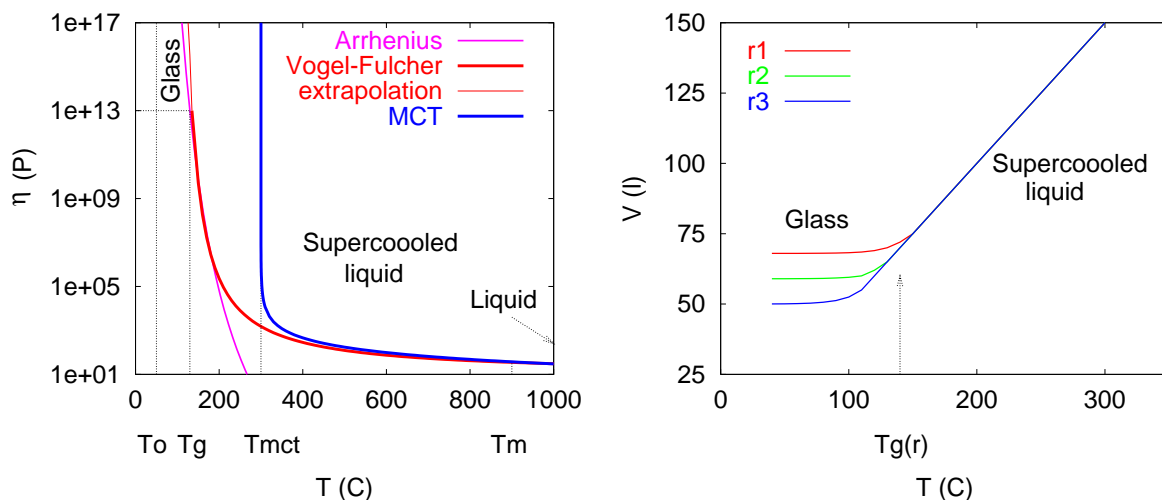 1e+17
1e+13
1e+09
1e+05
1e+01
η (P)
Glass
Arrhenius
Vogel-Fulcher
extrapolation
MCT
Supercoooled
liquid
Liquid
0 200 400 600 800 1000
To Tg Tmct Tm
T (C)
150
125
100
75
50
25
V (l)
r1
r2
r3
Supercoooled
liquid
Glass
0 100 200 300
Tg(r)
T (C)